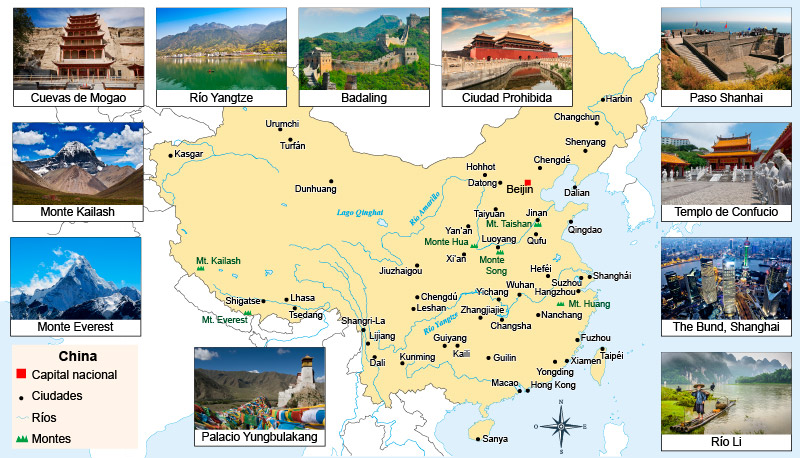 Cuevas de Mogao
Río Yangtze
Badaling
Ciudad Prohibida
Paso Shanhai
Monte Kailash
Templo de Confucio
Monte Everest
The Bund, Shanghai
Palacio Yungbulakang
Río Li
China
Capital nacional
Ciudades
Ríos
Montes
Harbin
Changchun
Urumchi
Turfán
Shenyang
Kasgar
Hohhot
Chengdé
Datong
Beijin
Dunhuang
Dalian
Lago Qinghai
Río Amarillo
Taiyuan
Jinan
Mt. Taishan
Qingdao
Yan'an
Qufu
Monte Hua
Luoyang
Xi'an
Monte
Song
Mt. Kailash
Jiuzhaigou
Heféi
Shanghái
Suzhou
Hangzhou
Wuhan
Yichang
Chengdú
Mt. Huang
Shigatse
Lhasa
Leshan
Tsedang
Zhangjiajie
Nanchang
Mt. Everest
Shangri-La
Río Yangtze
Changsha
Lijiang
Guiyang
Fuzhou
Kaili
Taipéi
Dali
Kunming
Guilin
Xiamen
Yongding
Macao
Hong Kong
Sanya
N
O
E
S